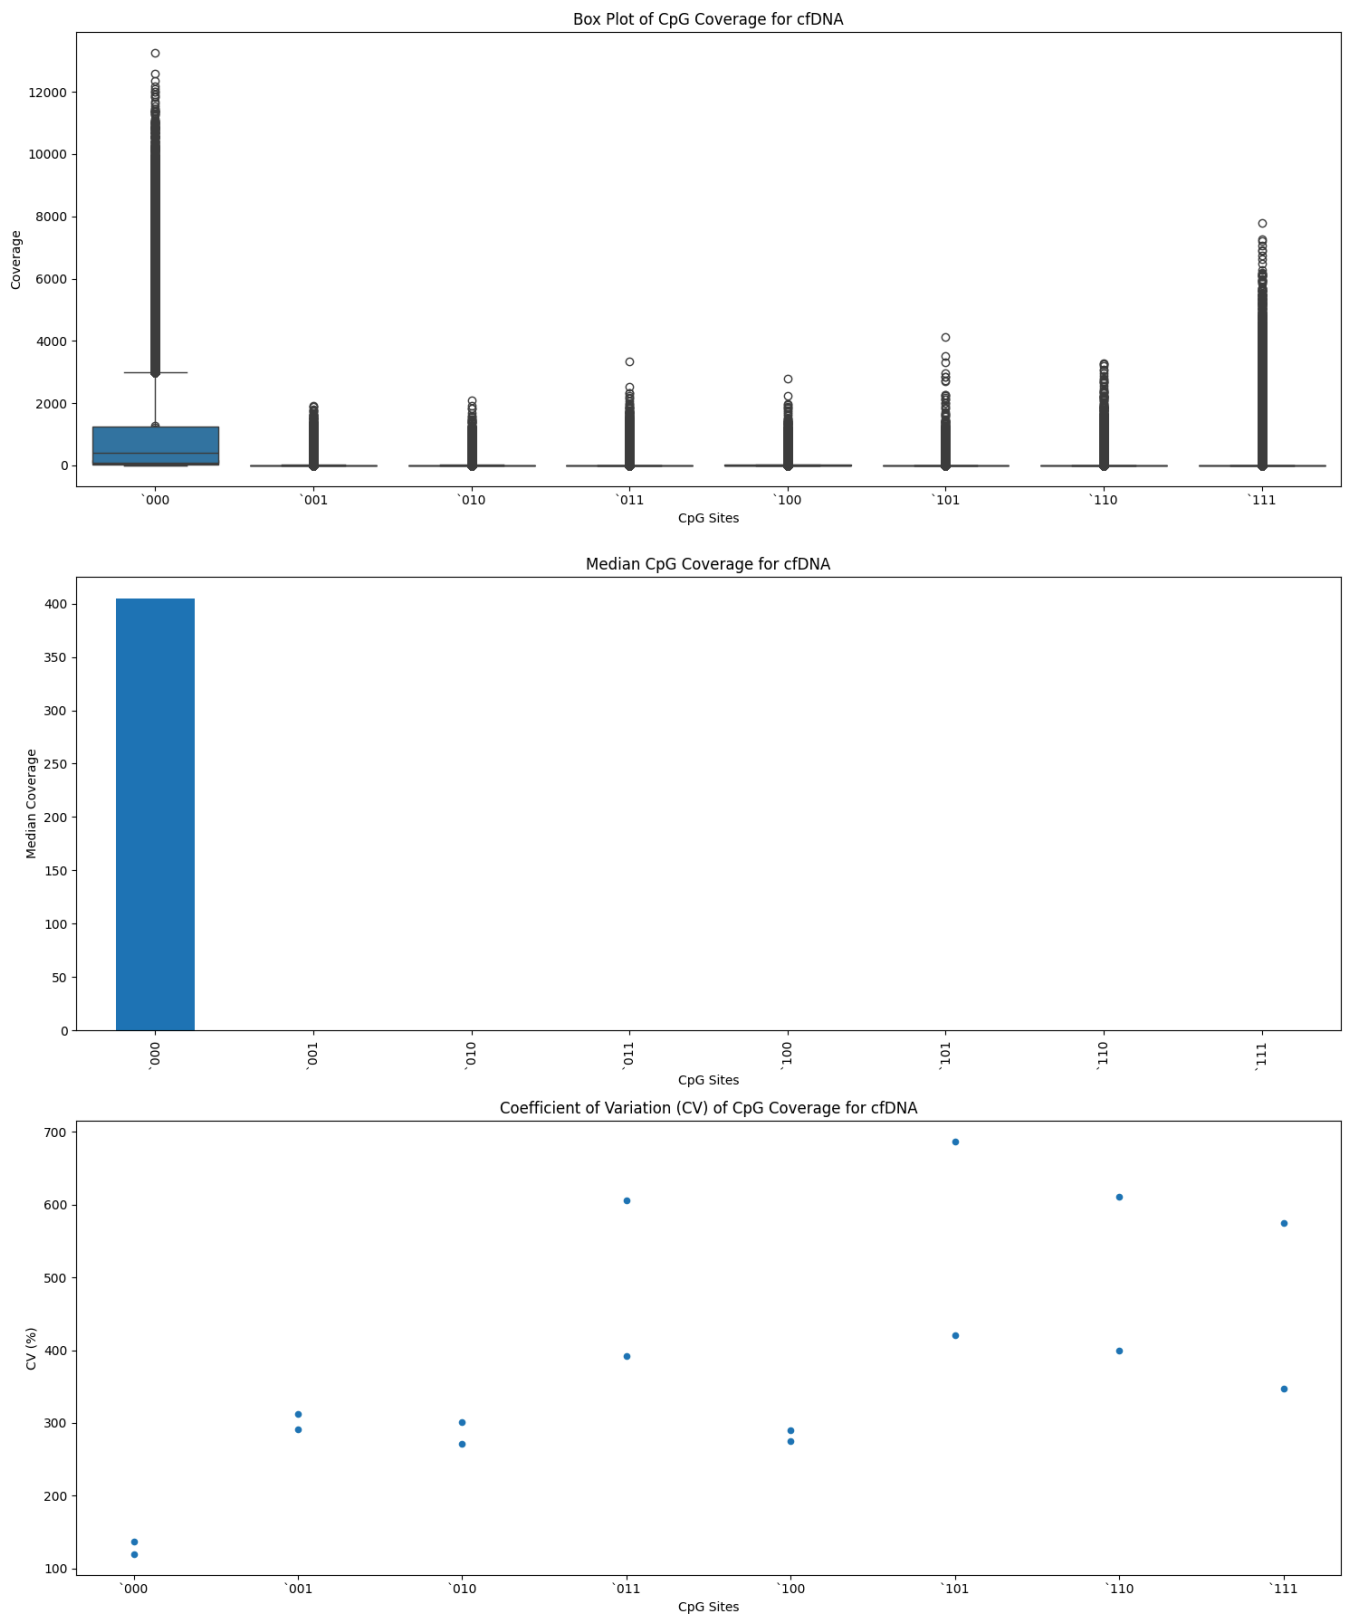 Box Plot of CpG Coverage for cfDNA
12000
10000
8000
6000
4000
2000
0
Coverage
`000 `001 `010 `011 `100 `101 `110 `111
CpG Sites
Median CpG Coverage for cfDNA
400
350
300
250
200
150
100
50
0
Median Coverage
`000 `001 `010 `011 `100 `101 `110 `111
CpG Sites
Coefficient of Variation (CV) of CpG Coverage for cfDNA
700
600
500
400
300
200
100
CV (%)
`000 `001 `010 `011 `100 `101 `110 `111
CpG Sites